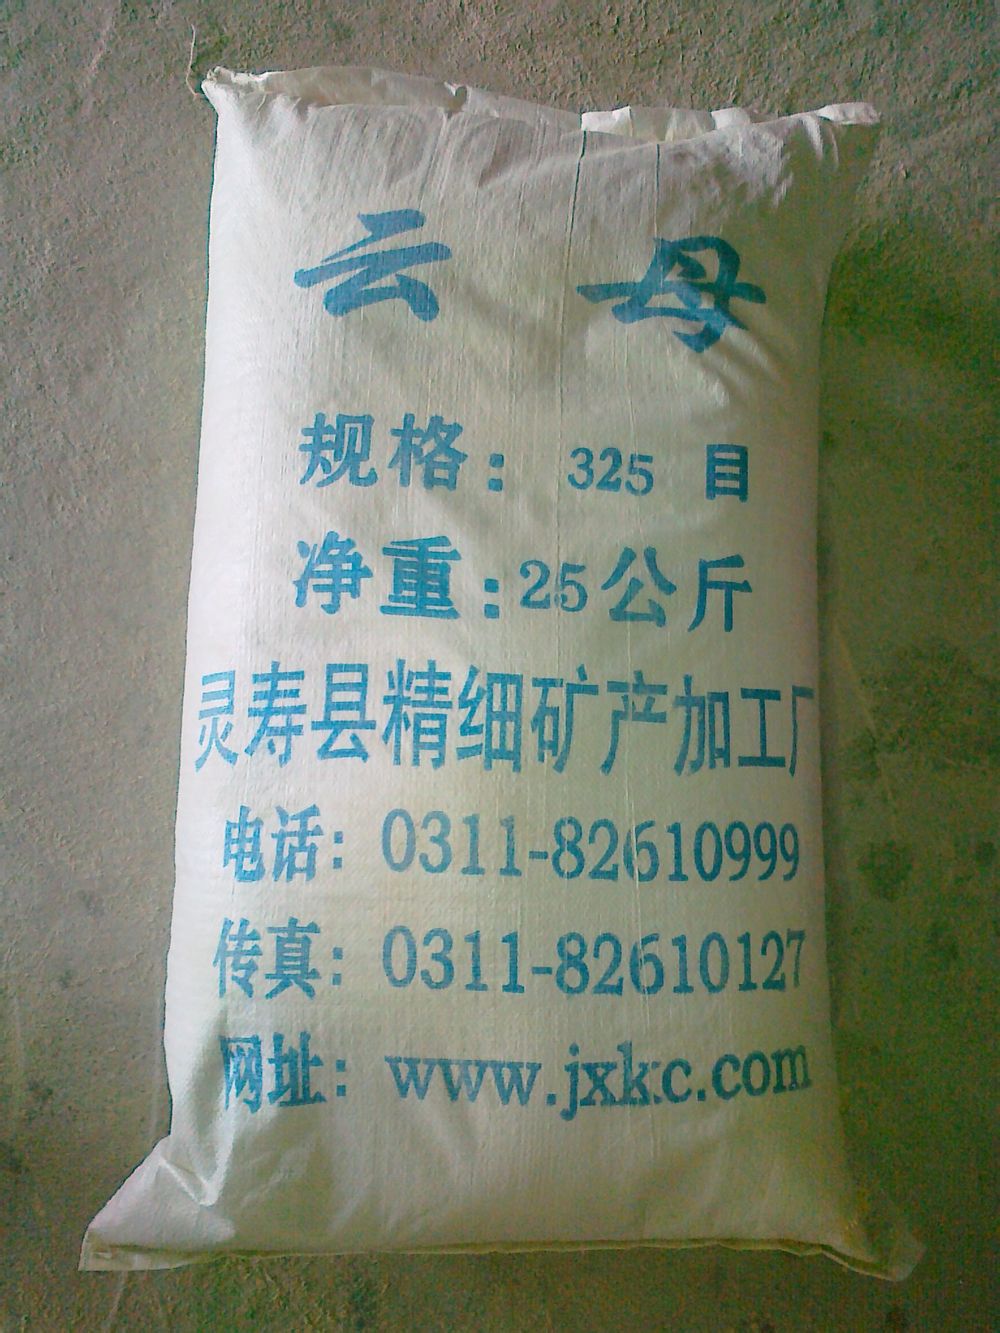 云母
规格：325 目
净重：25公斤
灵寿县精细矿产加工厂
电话：0311-82610999
传真：0311-82610127
网址：www.jxkc.com